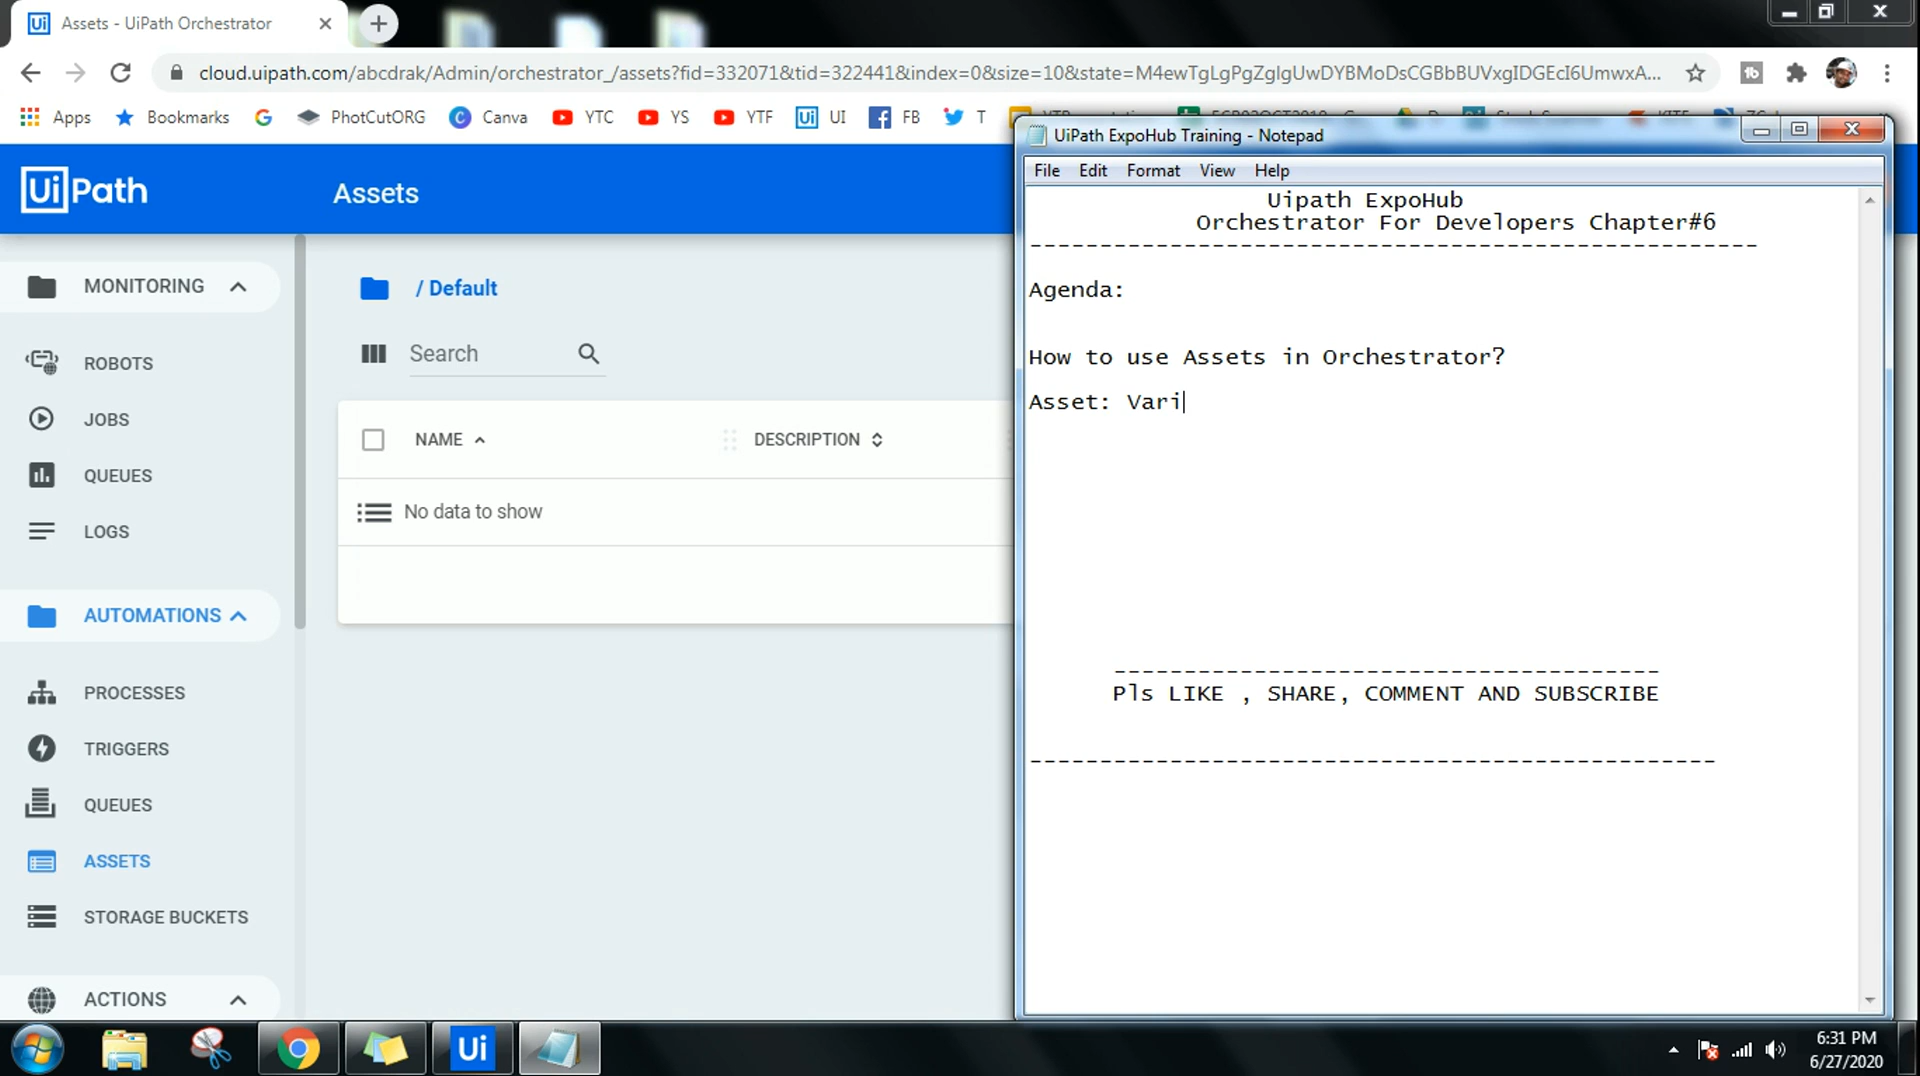 Assets - UiPath Orchestrator
cloud.uipath.com/abcdrak/Admin/orchestrator_/assets?fid=332071&tid=322441&index=0&size=10&state=
Apps
Bookmarks
PhotCutORG
Canva
YTC
YS
YTF
UI
FB
T
UiPath
Assets
MONITORING
ROBOTS
JOBS
QUEUES
LOGS
AUTOMATIONS
PROCESSES
TRIGGERS
QUEUES
ASSETS
STORAGE BUCKETS
ACTIONS
/ Default
Search
NAME
DESCRIPTION
No data to show
UiPath ExpoHub Training - Notepad
File Edit Format View Help
Uipath ExpoHub
Orchestrator For Developers Chapter#6
----------------------------------------------------
Agenda:
How to use Assets in Orchestrator?
Asset: Vari
---------------------------------------
Pls LIKE , SHARE, COMMENT AND SUBSCRIBE
-------------------------------------------------
Ui
6:31 PM
6/27/2020